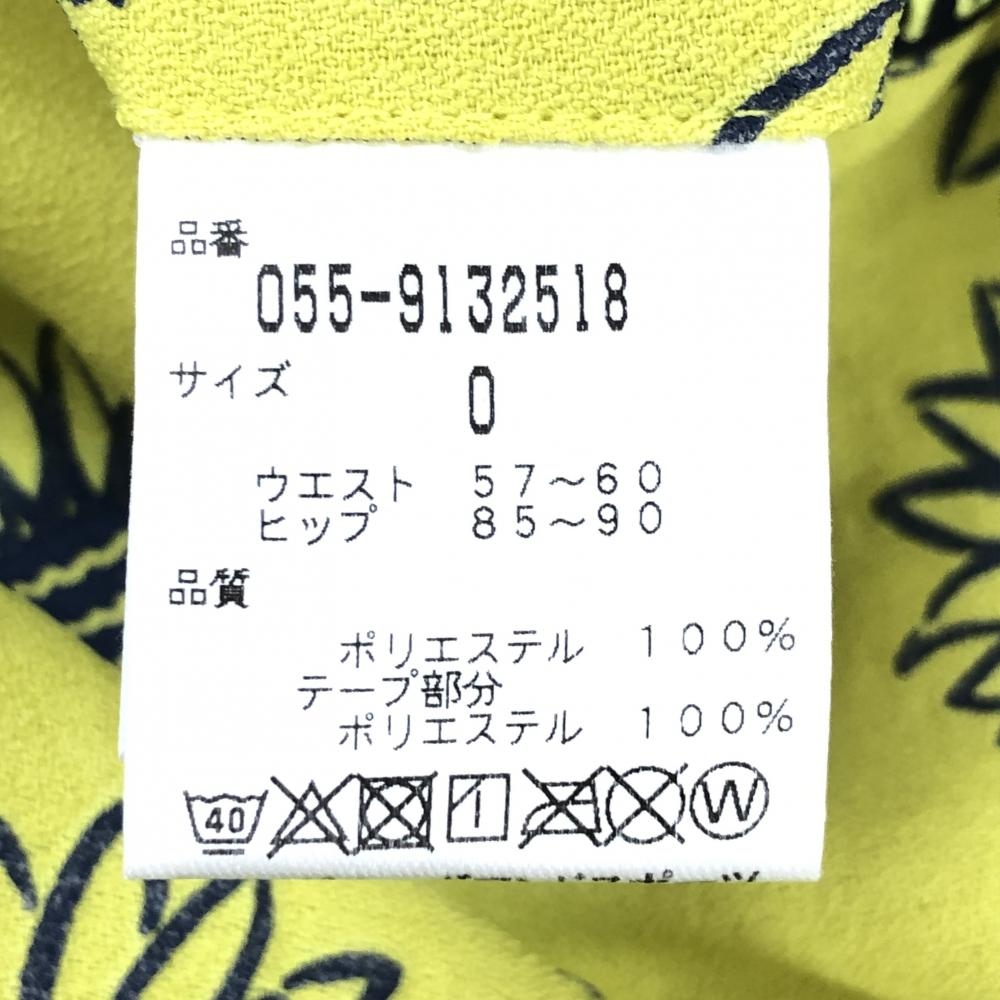 品番
055-9132518
サイズ 0
ウエスト 57~60
ヒップ 85~90
品質
ポリエステル 100%
テープ部分
ポリエステル 100%
40 W